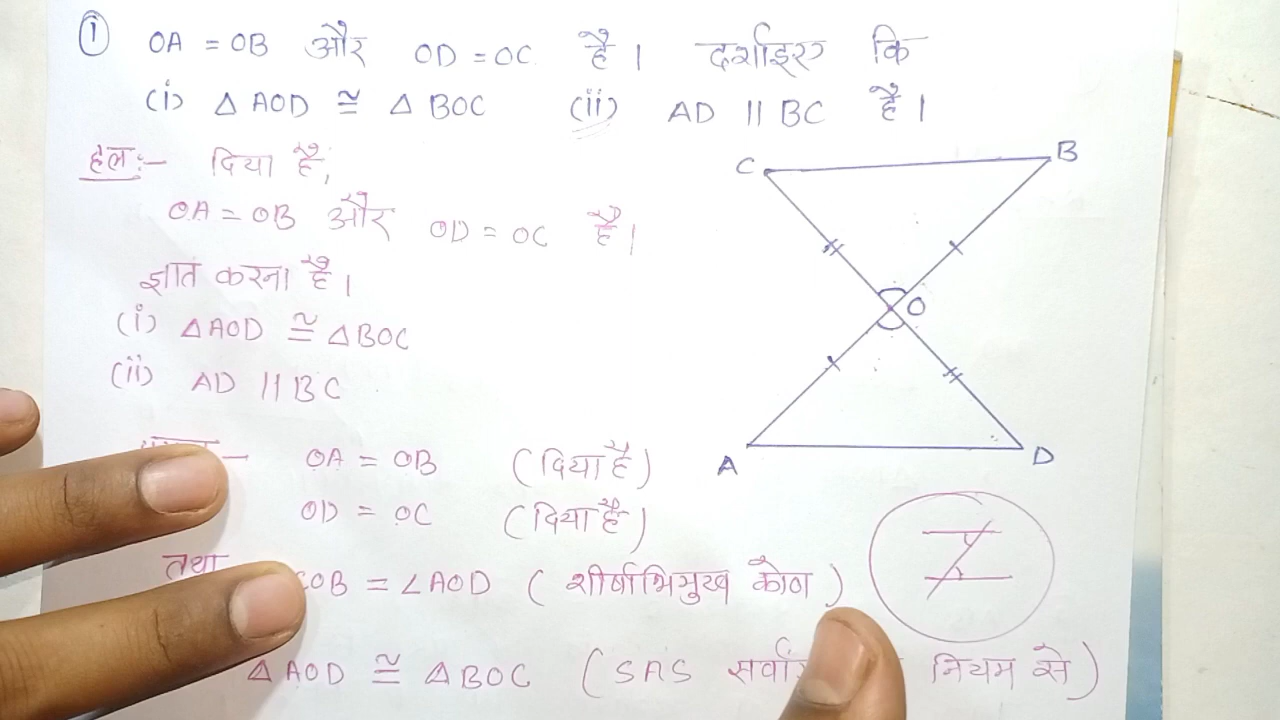 ① OA = OB और OD = OC है। दर्शाइए कि
(i) △ AOD ≅ △ BOC (ii) AD || BC है।
हल:- दिया है,
OA = OB और OD = OC है।
ज्ञात करना है।
(i) △AOD ≅ △BOC
(ii) AD || BC
C B
O
A D
OA = OB (दिया है)
OD = OC (दिया है)
तथा
OB = ∠AOD (शीर्षाभिमुख कोण)
△AOD ≅ △BOC (SAS नियम से)